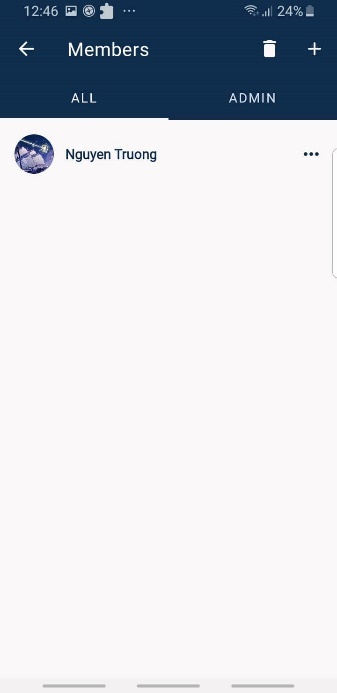 12:46 24%
Members
ALL ADMIN
Nguyen Truong